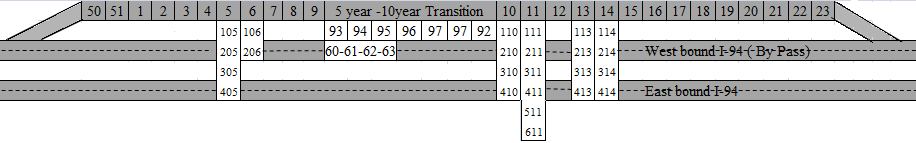 50 51 1 2 3 4 5 6 7 8 9 5 year -10year Transition 10 11 12 13 14 15 16 17 18 19 20 21 22 23
105 106 93 94 95 96 97 97 92 110 111 113 114
205 206 60-61-62-63 210 211 213 214 West bound I-94 ( By Pass)
305 310 311 313 314
405 410 411 413 414 East bound I-94
511
611